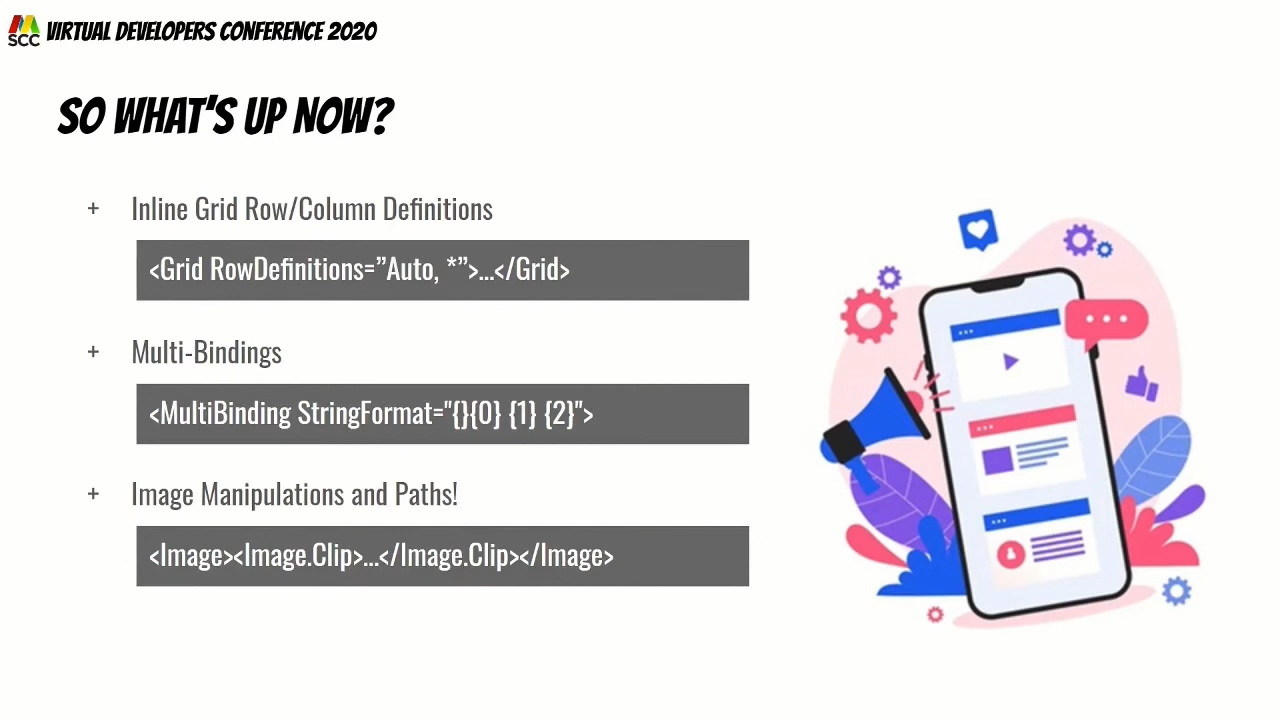 SCC VIRTUAL DEVELOPERS CONFERENCE 2020
SO WHAT'S UP NOW?
+ Inline Grid Row/Column Definitions
<Grid RowDefinitions=”Auto, *”>...</Grid>
+ Multi-Bindings
<MultiBinding StringFormat="{}{0} {1} {2}">
+ Image Manipulations and Paths!
<Image><Image.Clip>...</Image.Clip></Image>